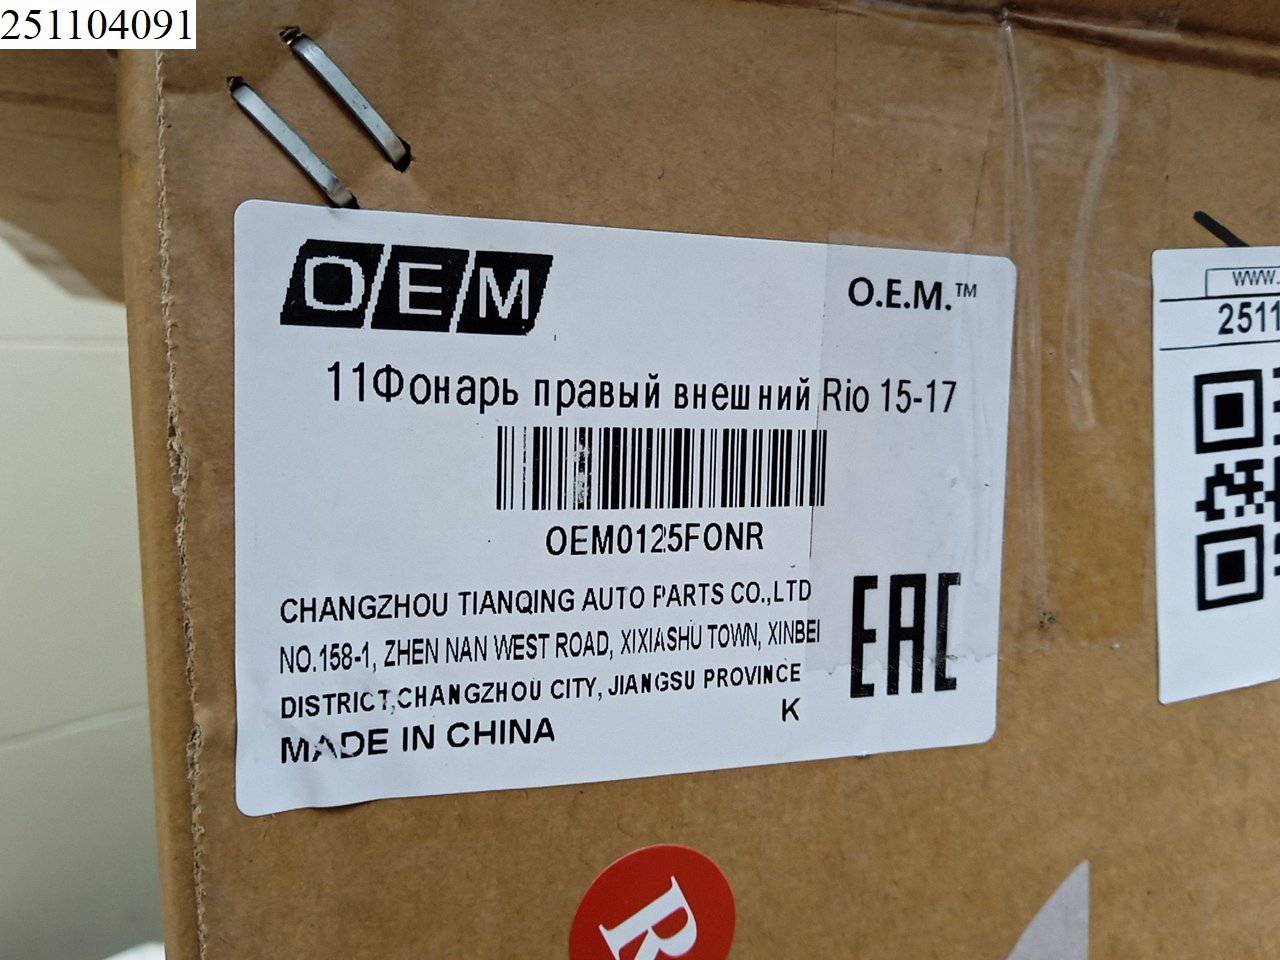 251104091
OEM
O.E.M.™
11Фонарь правый внешний Rio 15-17
OEM0125FONR
CHANGZHOU TIANQING AUTO PARTS CO.,LTD
NO.158-1, ZHEN NAN WEST ROAD, XIXIASHU TOWN, XINBEI
DISTRICT,CHANGZHOU CITY, JIANGSU PROVINCE
MADE IN CHINA
K
EAC
www.
2511
R